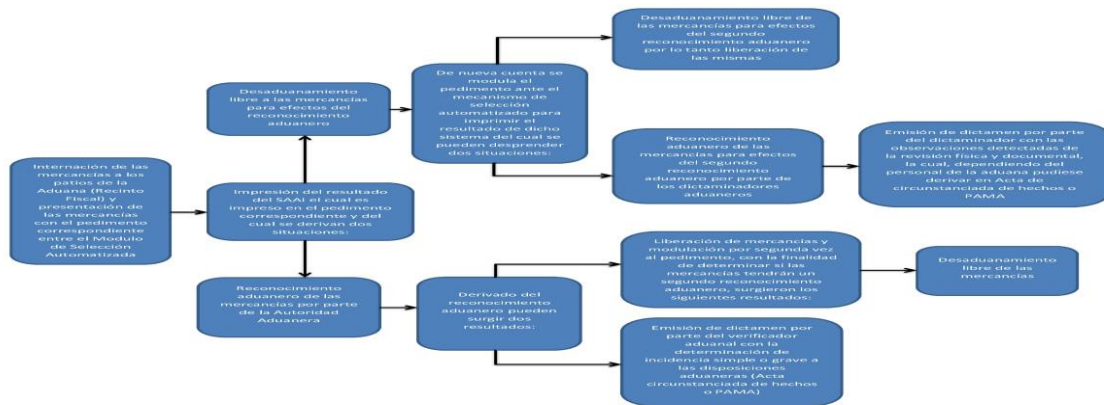 Internación de las
mercancías a los patios de la
Aduana (Recinto
Fiscal) y
presentación de
las mercancías
con el pedimento
correspondiente
entre el Modulo
de Selección
Automatizada
Desaduanamiento
libre a las mercancías
para efectos del
reconocimiento
aduanero
Impresión del resultado
del SAAI el cual es
impreso en el pedimento
correspondiente y del
cual se derivan dos
situaciones:
Reconocimiento
aduanero de las
mercancías por parte
de la Autoridad
Aduanera
De nueva cuenta se
modula el
pedimento ante el
mecanismo de
selección
automatizado para
imprimir el
resultado de dicho
sistema del cual se
pueden desprender
dos situaciones:
Derivado del
reconocimiento
aduanero pueden
surgir dos
resultados:
Desaduanamiento libre de
las mercancías para efectos
del segundo
reconocimiento aduanero
por lo tanto liberación de
las mismas
Reconocimiento
aduanero de las
mercancías para efectos
del segundo
reconocimiento
aduanero por parte de
los dictaminadores
aduaneros
Emisión de dictamen por parte
del dictaminador con las
observaciones detectadas de
la revisión física y documental,
la cual, dependiendo del
personal de la aduana pudiese
derivar en Acta de
circunstanciada de hechos o
PAMA
Liberación de mercancías y
modulación por segunda vez
al pedimento, con la finalidad
de determinar si las
mercancías tendrán un
segundo reconocimiento
aduanero, surgieron los
siguientes resultados:
Desaduanamiento
libre de las
mercancías
Emisión de dictamen por
parte del verificador
aduanal con la
determinación de
incidencia simple o grave a
las disposiciones
aduaneras (Acta
circunstanciada de hechos
o PAMA)